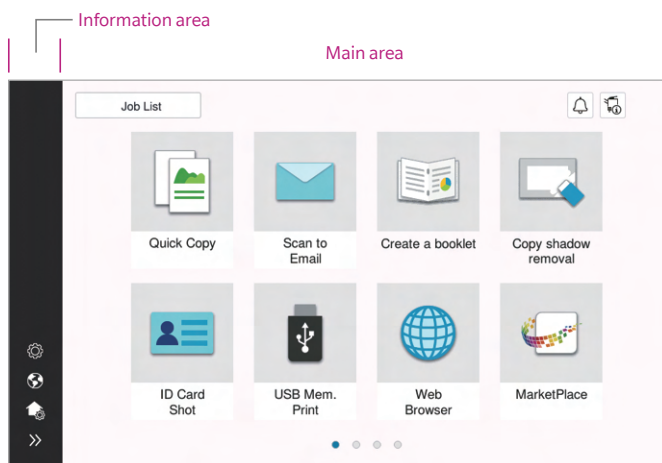 Information area
Main area
Job List
Quick Copy
Scan to
Email
Create a booklet
Copy shadow
removal
ID Card
Shot
USB Mem.
Print
Web
Browser
MarketPlace